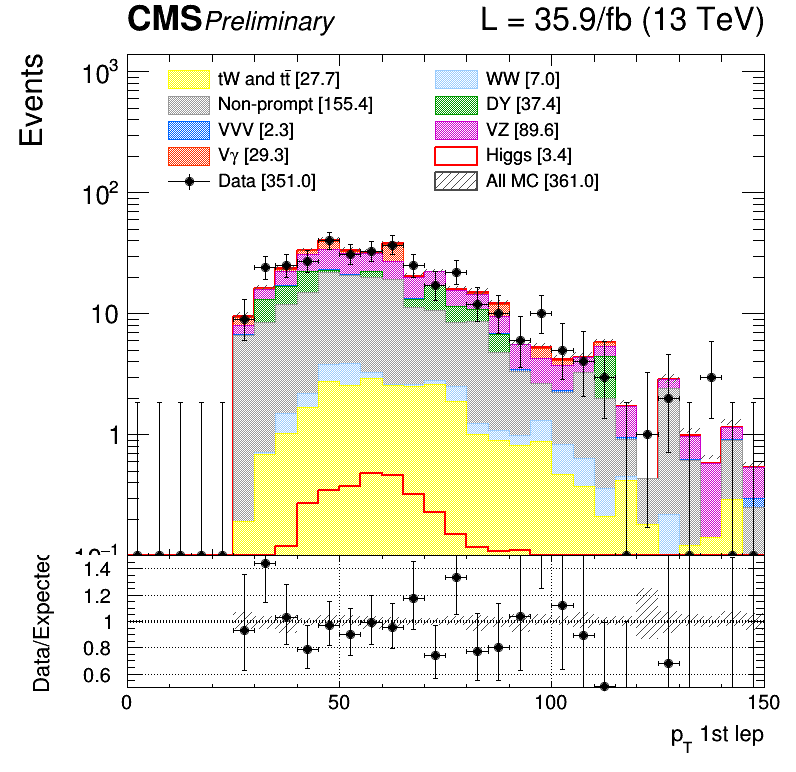 CMS Preliminary L = 35.9/fb (13 TeV)
Events
10³
10²
10
1
10⁻¹
tW and tt̄ [27.7]
Non-prompt [155.4]
VVV [2.3]
Vγ [29.3]
Data [351.0]
WW [7.0]
DY [37.4]
VZ [89.6]
Higgs [3.4]
All MC [361.0]
Data/Expected
1.4
1.2
1
0.8
0.6
0 50 100 150
p_T 1st lep